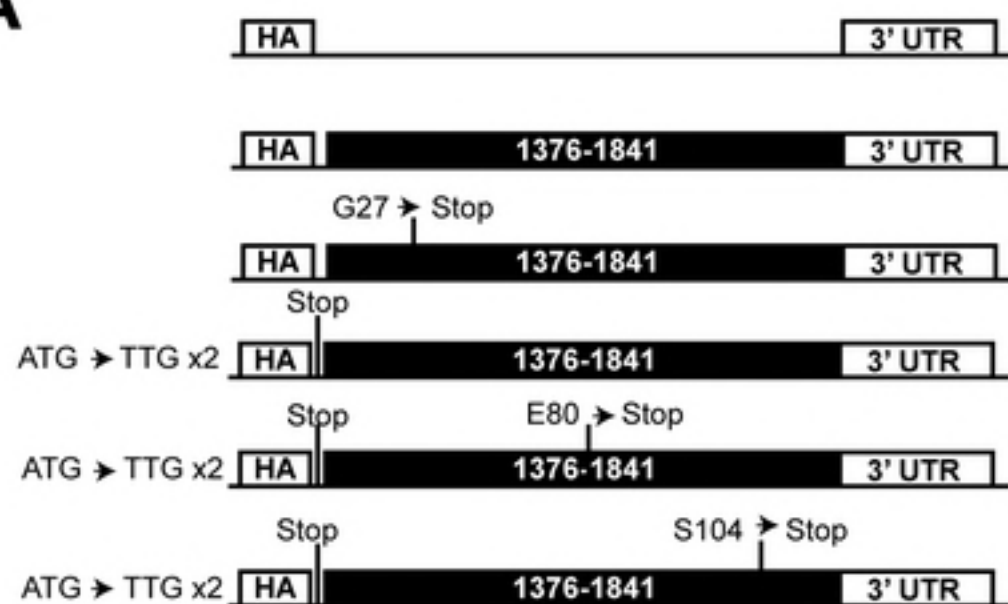 A
HA 3' UTR
HA 1376-1841 3' UTR
G27 → Stop
HA 1376-1841 3' UTR
Stop
ATG → TTG x2 HA 1376-1841 3' UTR
Stop E80 → Stop
ATG → TTG x2 HA 1376-1841 3' UTR
Stop S104 → Stop
ATG → TTG x2 HA 1376-1841 3' UTR